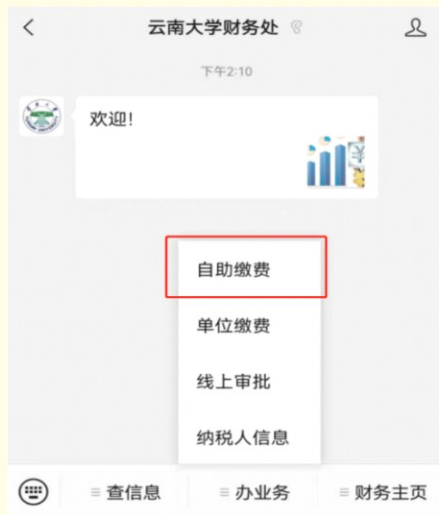 云南大学财务处
下午2:10
欢迎!
自助缴费
单位缴费
线上审批
纳税人信息
查信息
办业务
财务主页